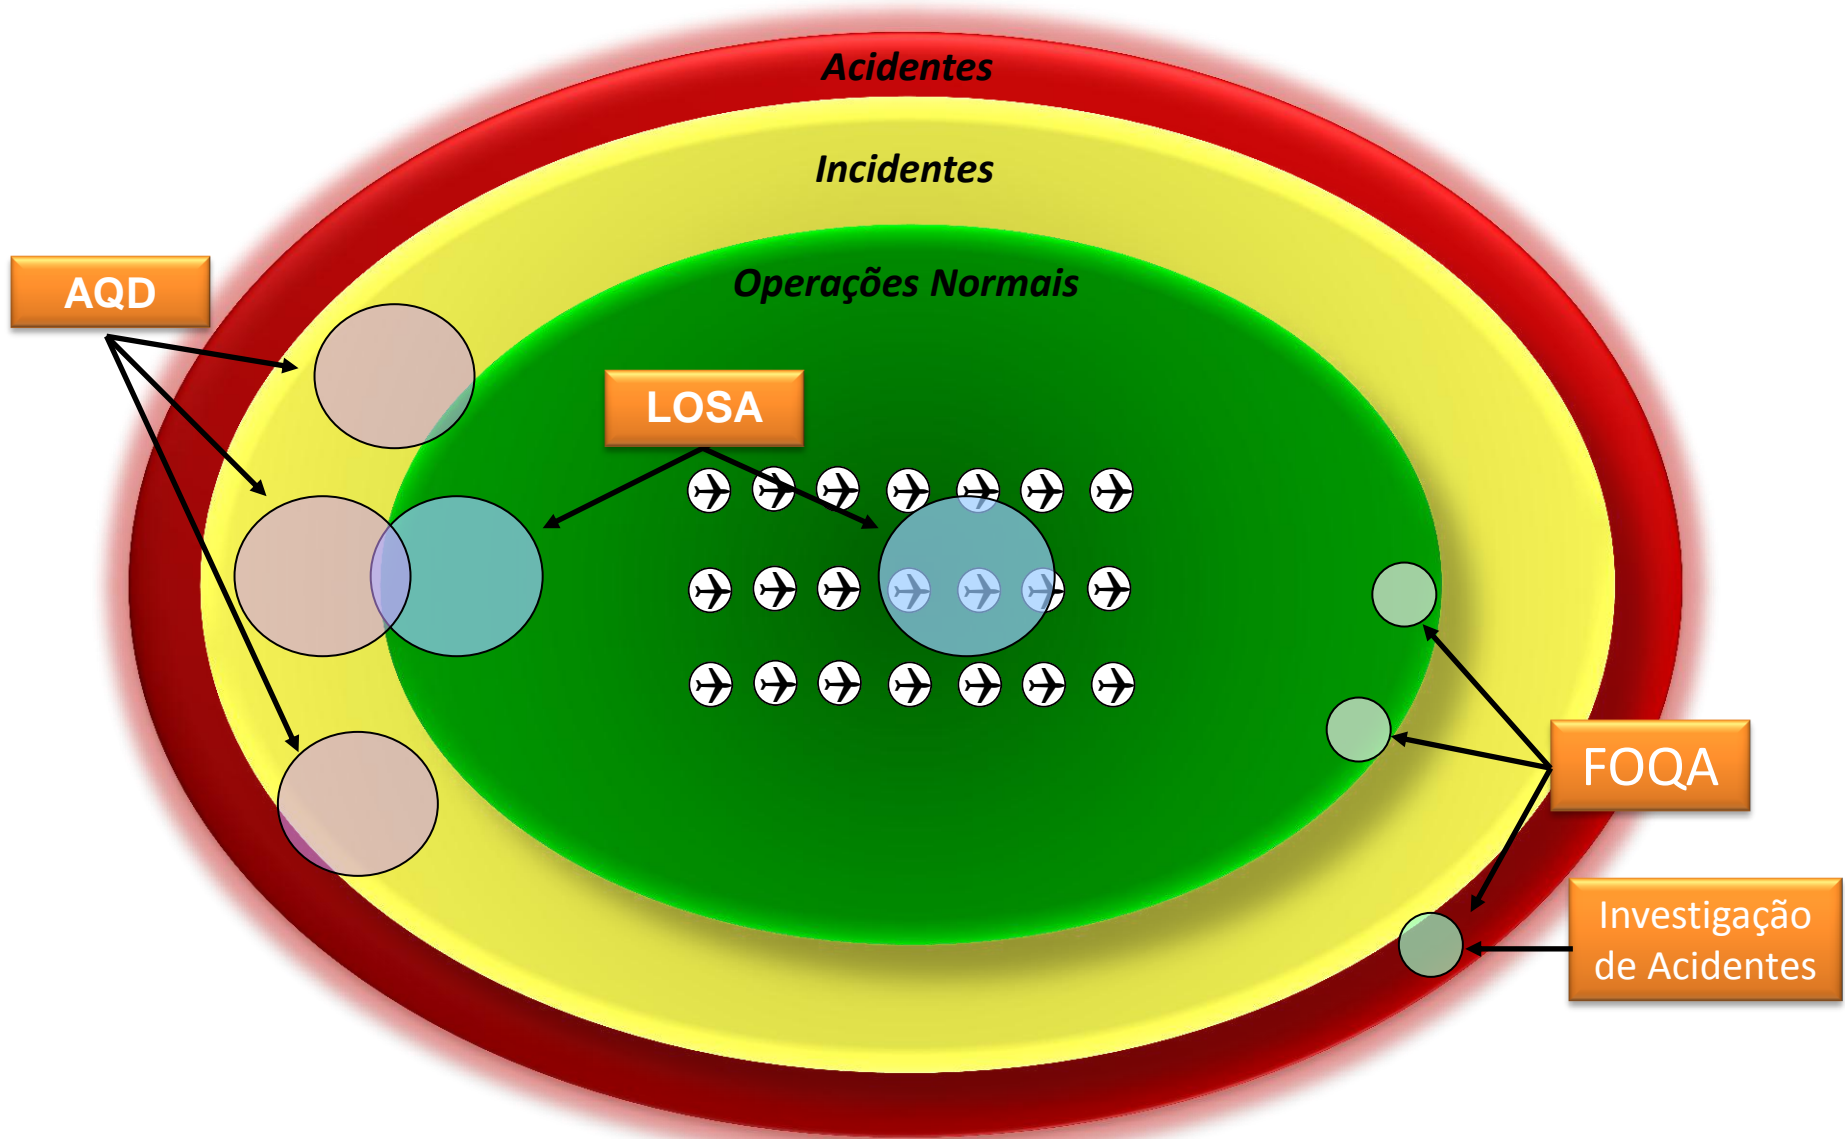 Acidentes
Incidentes
Operações Normais
AQD
LOSA
FOQA
Investigação
de Acidentes